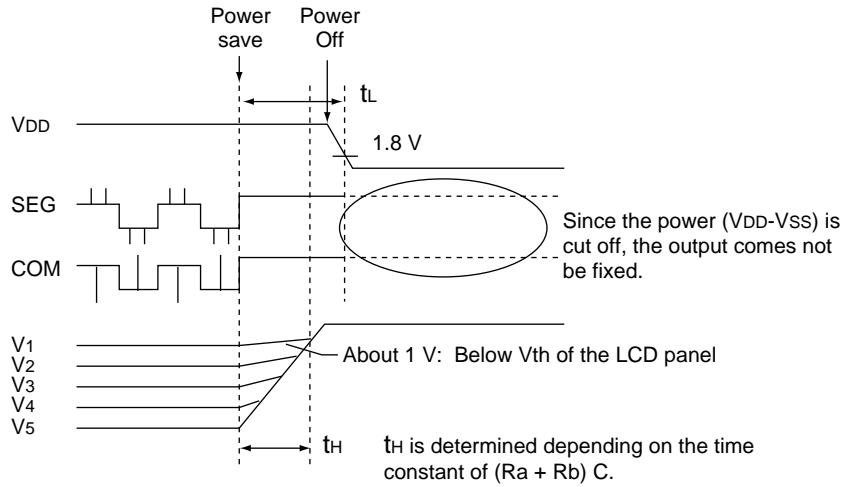 Power
save
Power
Off
tL
VDD
1.8 V
SEG
Since the power (VDD-VSS) is
cut off, the output comes not
be fixed.
COM
V1
About 1 V: Below Vth of the LCD panel
V2
V3
V4
V5
tH
tH is determined depending on the time
constant of (Ra + Rb) C.